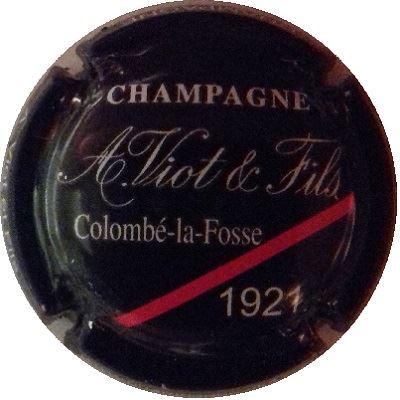 CHAMPAGNE
A. Viot & Fils
Colombé-la-Fosse
1921